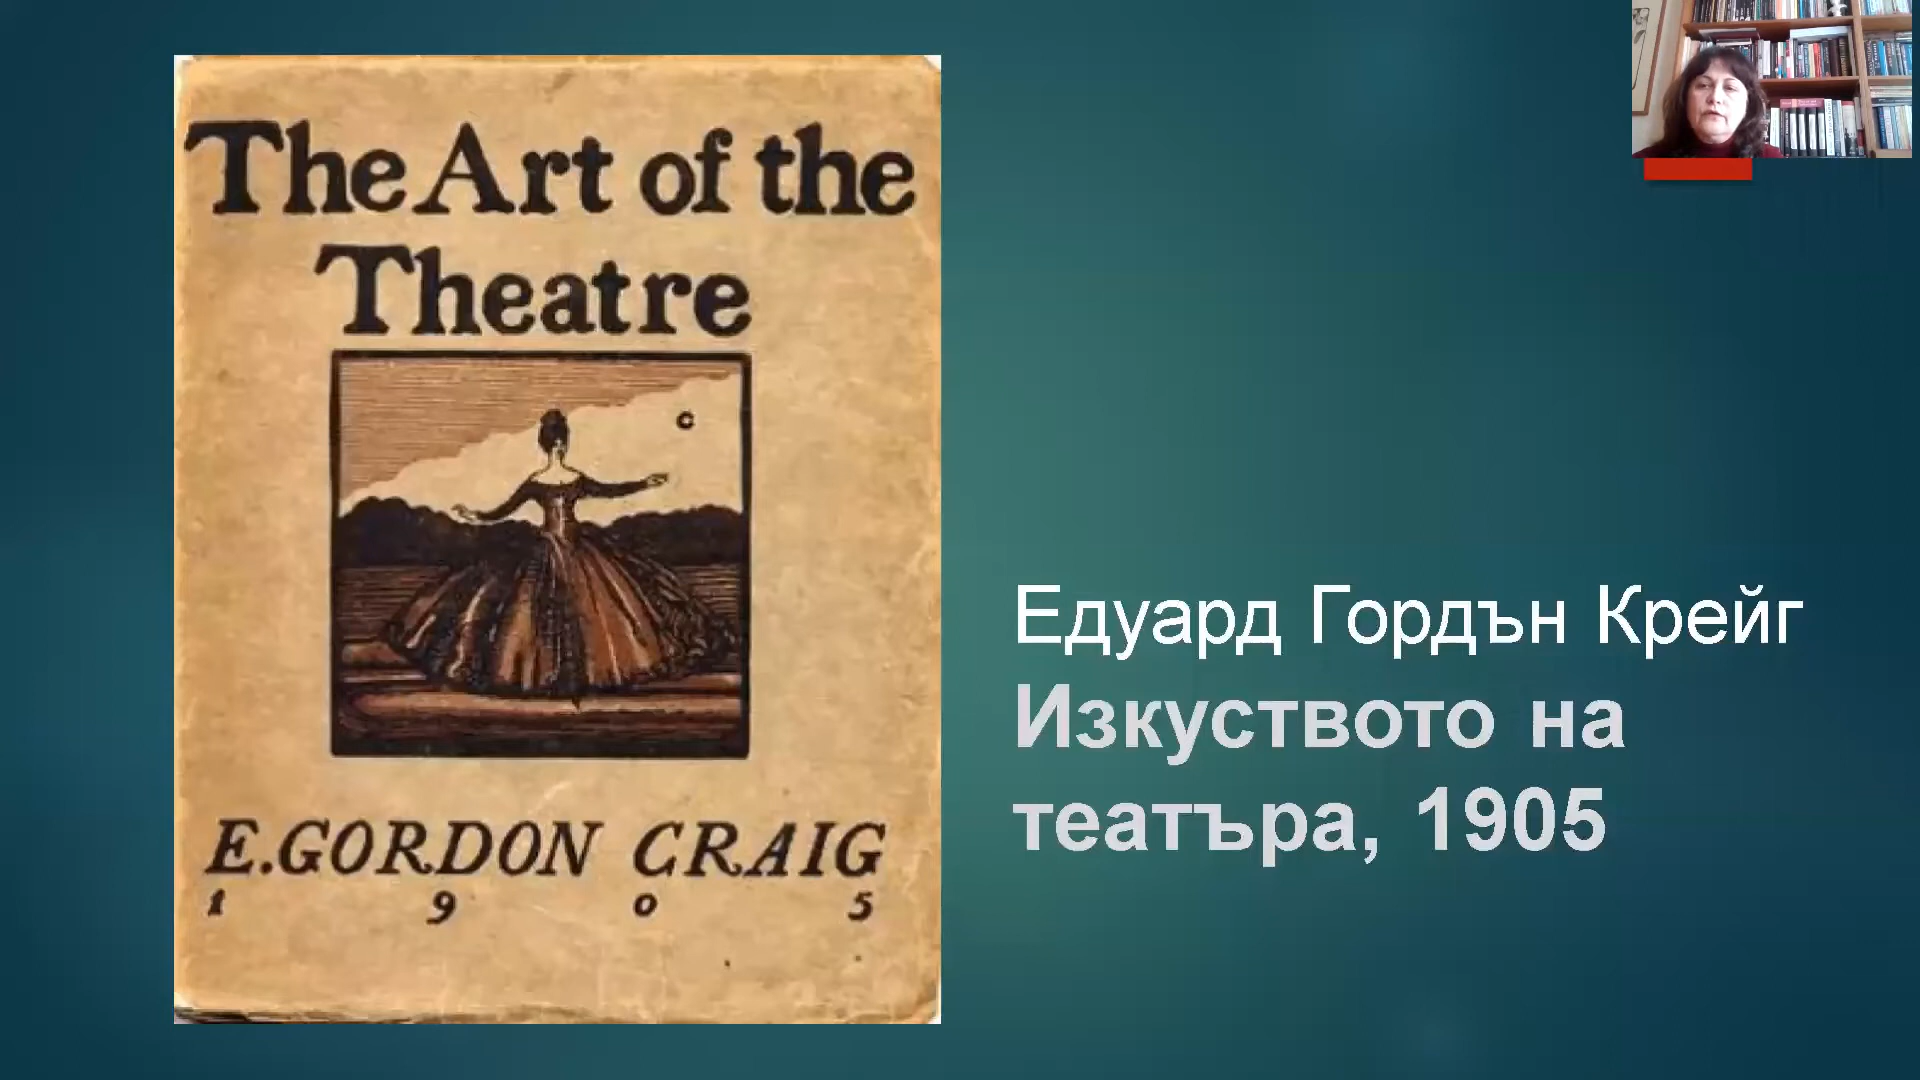 The Art of the
Theatre
C
E. GORDON CRAIG
1 9 0 5
Едуард Гордън Крейг
Изкуството на
театъра, 1905